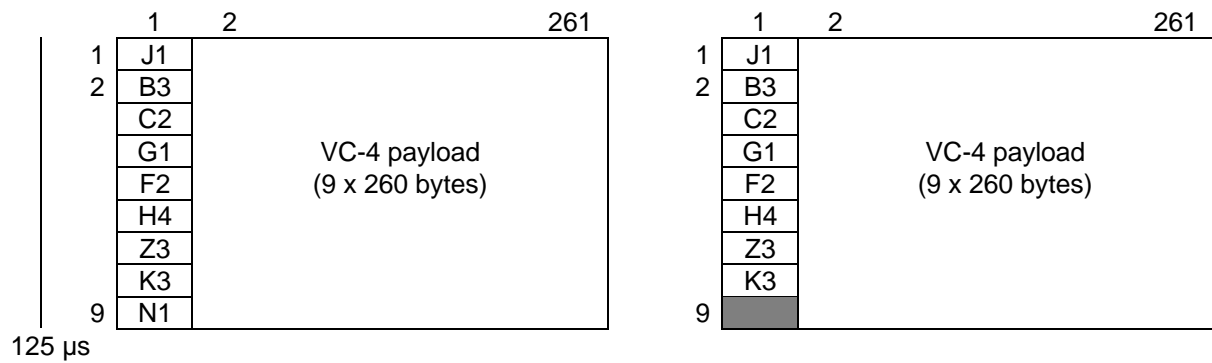 1 2 261
1 J1
2 B3
C2
G1
F2
H4
Z3
K3
9 N1
VC-4 payload
(9 x 260 bytes)
125 µs
1 2 261
1 J1
2 B3
C2
G1
F2
H4
Z3
K3
9
VC-4 payload
(9 x 260 bytes)